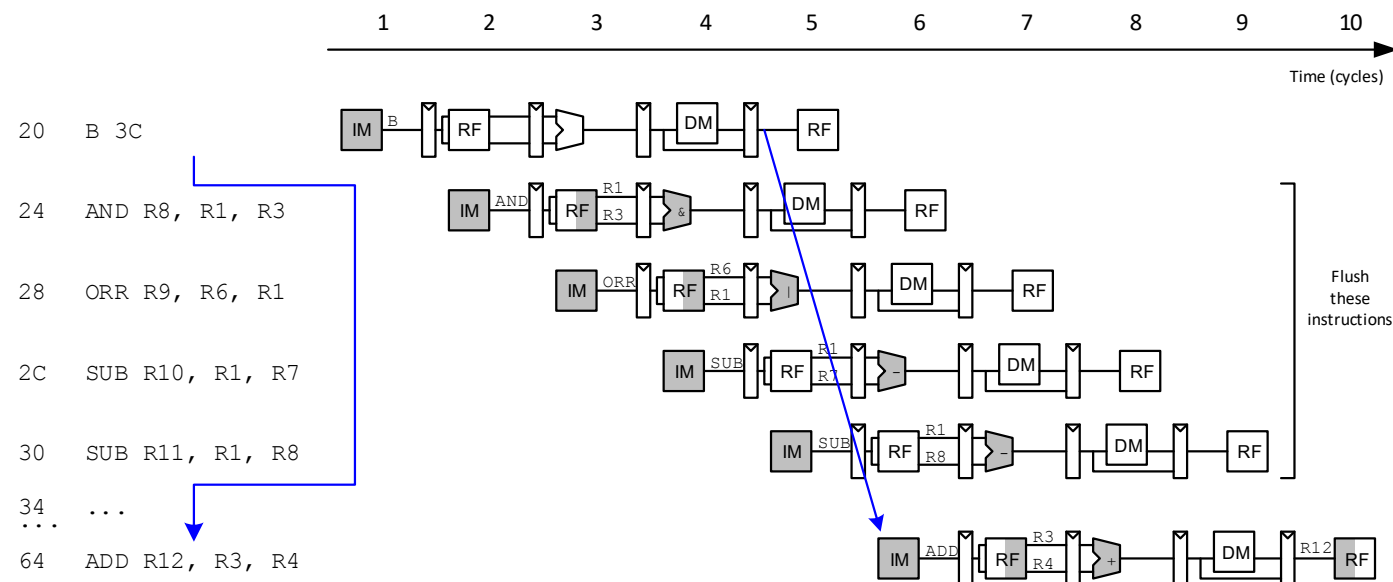 1 2 3 4 5 6 7 8 9 10
Time (cycles)
20 B 3C IM B RF DM RF
24 AND R8, R1, R3 IM AND RF R1 R3 & DM RF
28 ORR R9, R6, R1 IM ORR RF R6 R1 | DM RF
2C SUB R10, R1, R7 IM SUB RF R1 R7 - DM RF
30 SUB R11, R1, R8 IM SUB RF R1 R8 - DM RF
34 ...
...
64 ADD R12, R3, R4 IM ADD RF R3 R4 + DM R12 RF
Flush
these
instructions